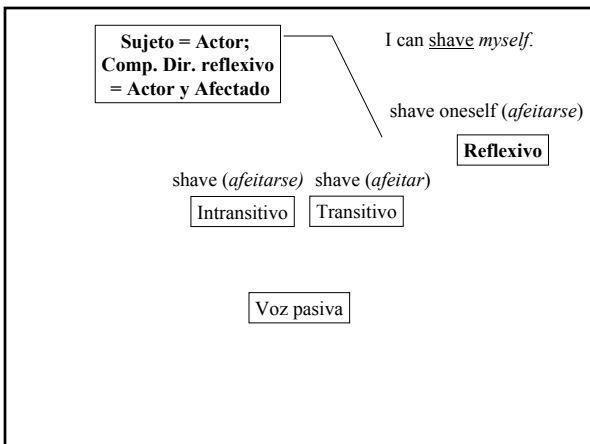 Sujeto = Actor;
Comp. Dir. reflexivo
= Actor y Afectado
I can shave myself.
shave oneself (afeitarse)
Reflexivo
shave (afeitarse) shave (afeitar)
Intransitivo Transitivo
Voz pasiva